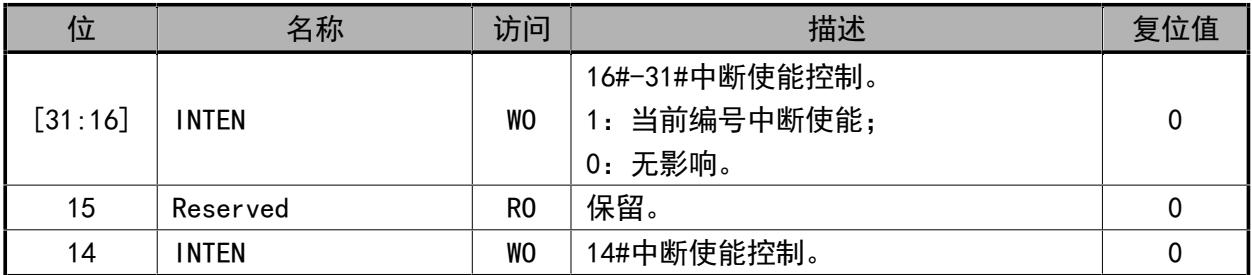 位 名称 访问 描述 复位值
[31:16] INTEN WO 16#-31#中断使能控制。
1：当前编号中断使能；
0：无影响。 0
15 Reserved RO 保留。 0
14 INTEN WO 14#中断使能控制。 0